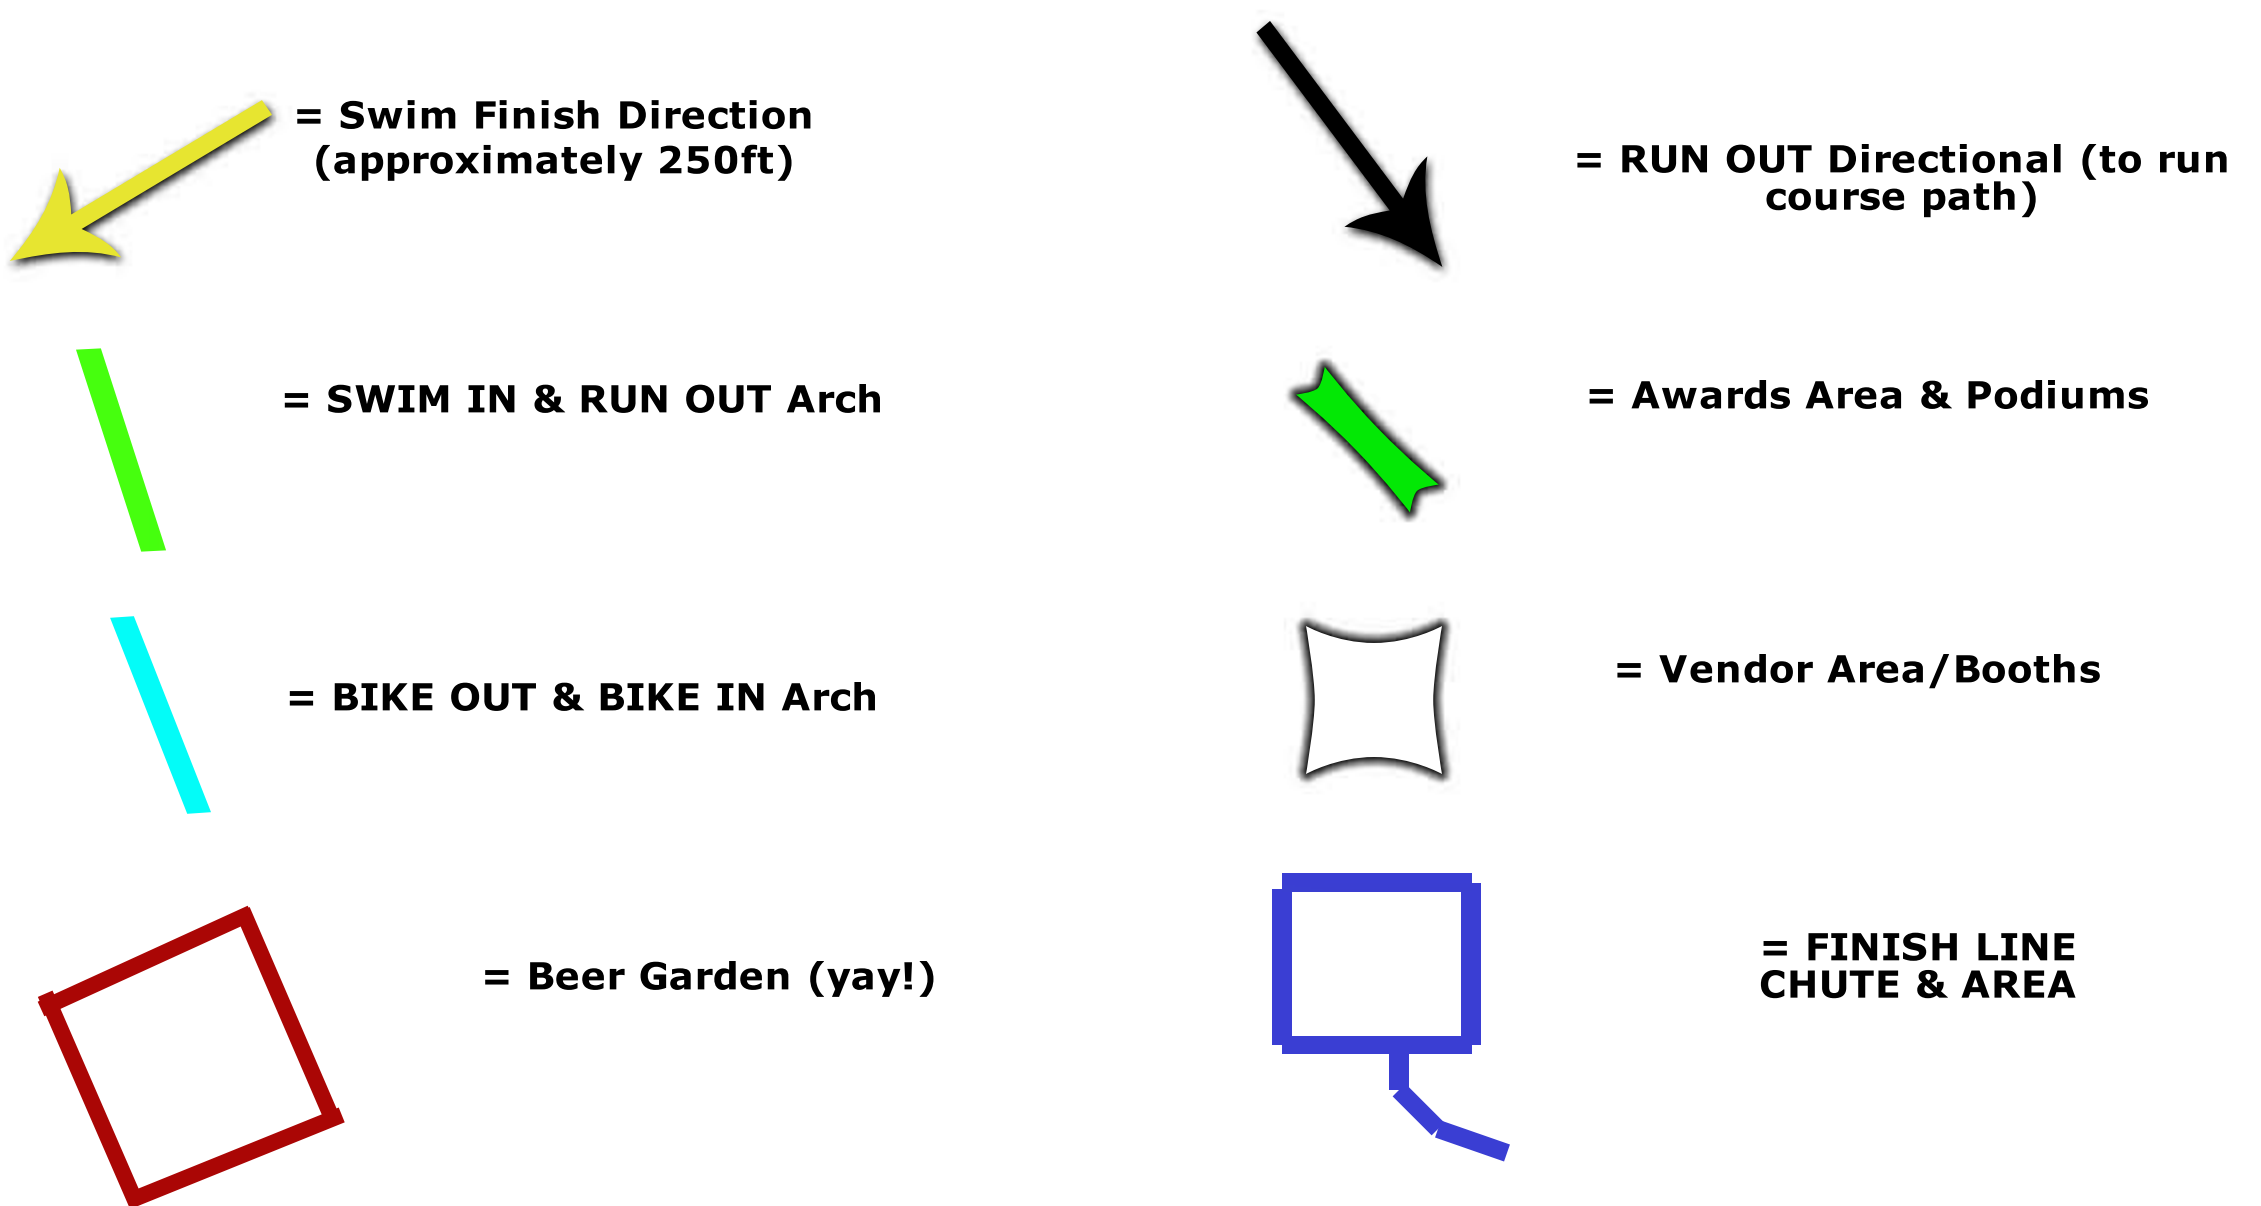 = Swim Finish Direction
(approximately 250ft)
= SWIM IN & RUN OUT Arch
= BIKE OUT & BIKE IN Arch
= Beer Garden (yay!)
= RUN OUT Directional (to run
course path)
= Awards Area & Podiums
= Vendor Area/Booths
= FINISH LINE
CHUTE & AREA